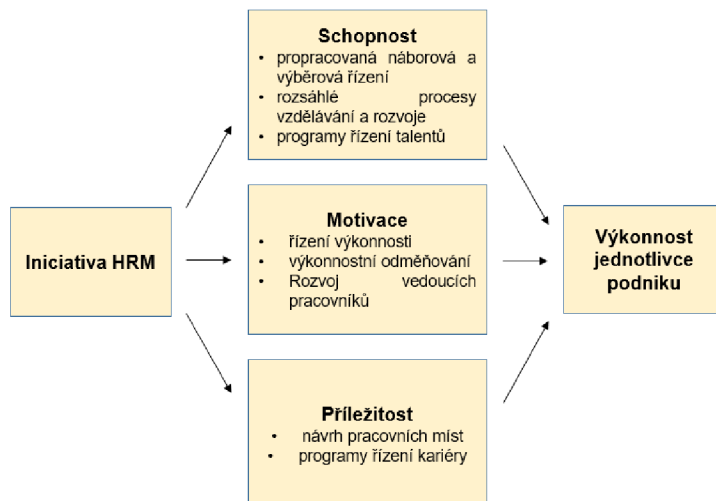 Schopnost
• propracovaná náborová a
výběrová řízení
• rozsáhlé procesy
vzdělávání a rozvoje
• programy řízení talentů
Iniciativa HRM
Motivace
• řízení výkonnosti
• výkonnostní odměňování
• Rozvoj vedoucích
pracovníků
Výkonnost
jednotlivce
podniku
Příležitost
• návrh pracovních míst
• programy řízení kariéry